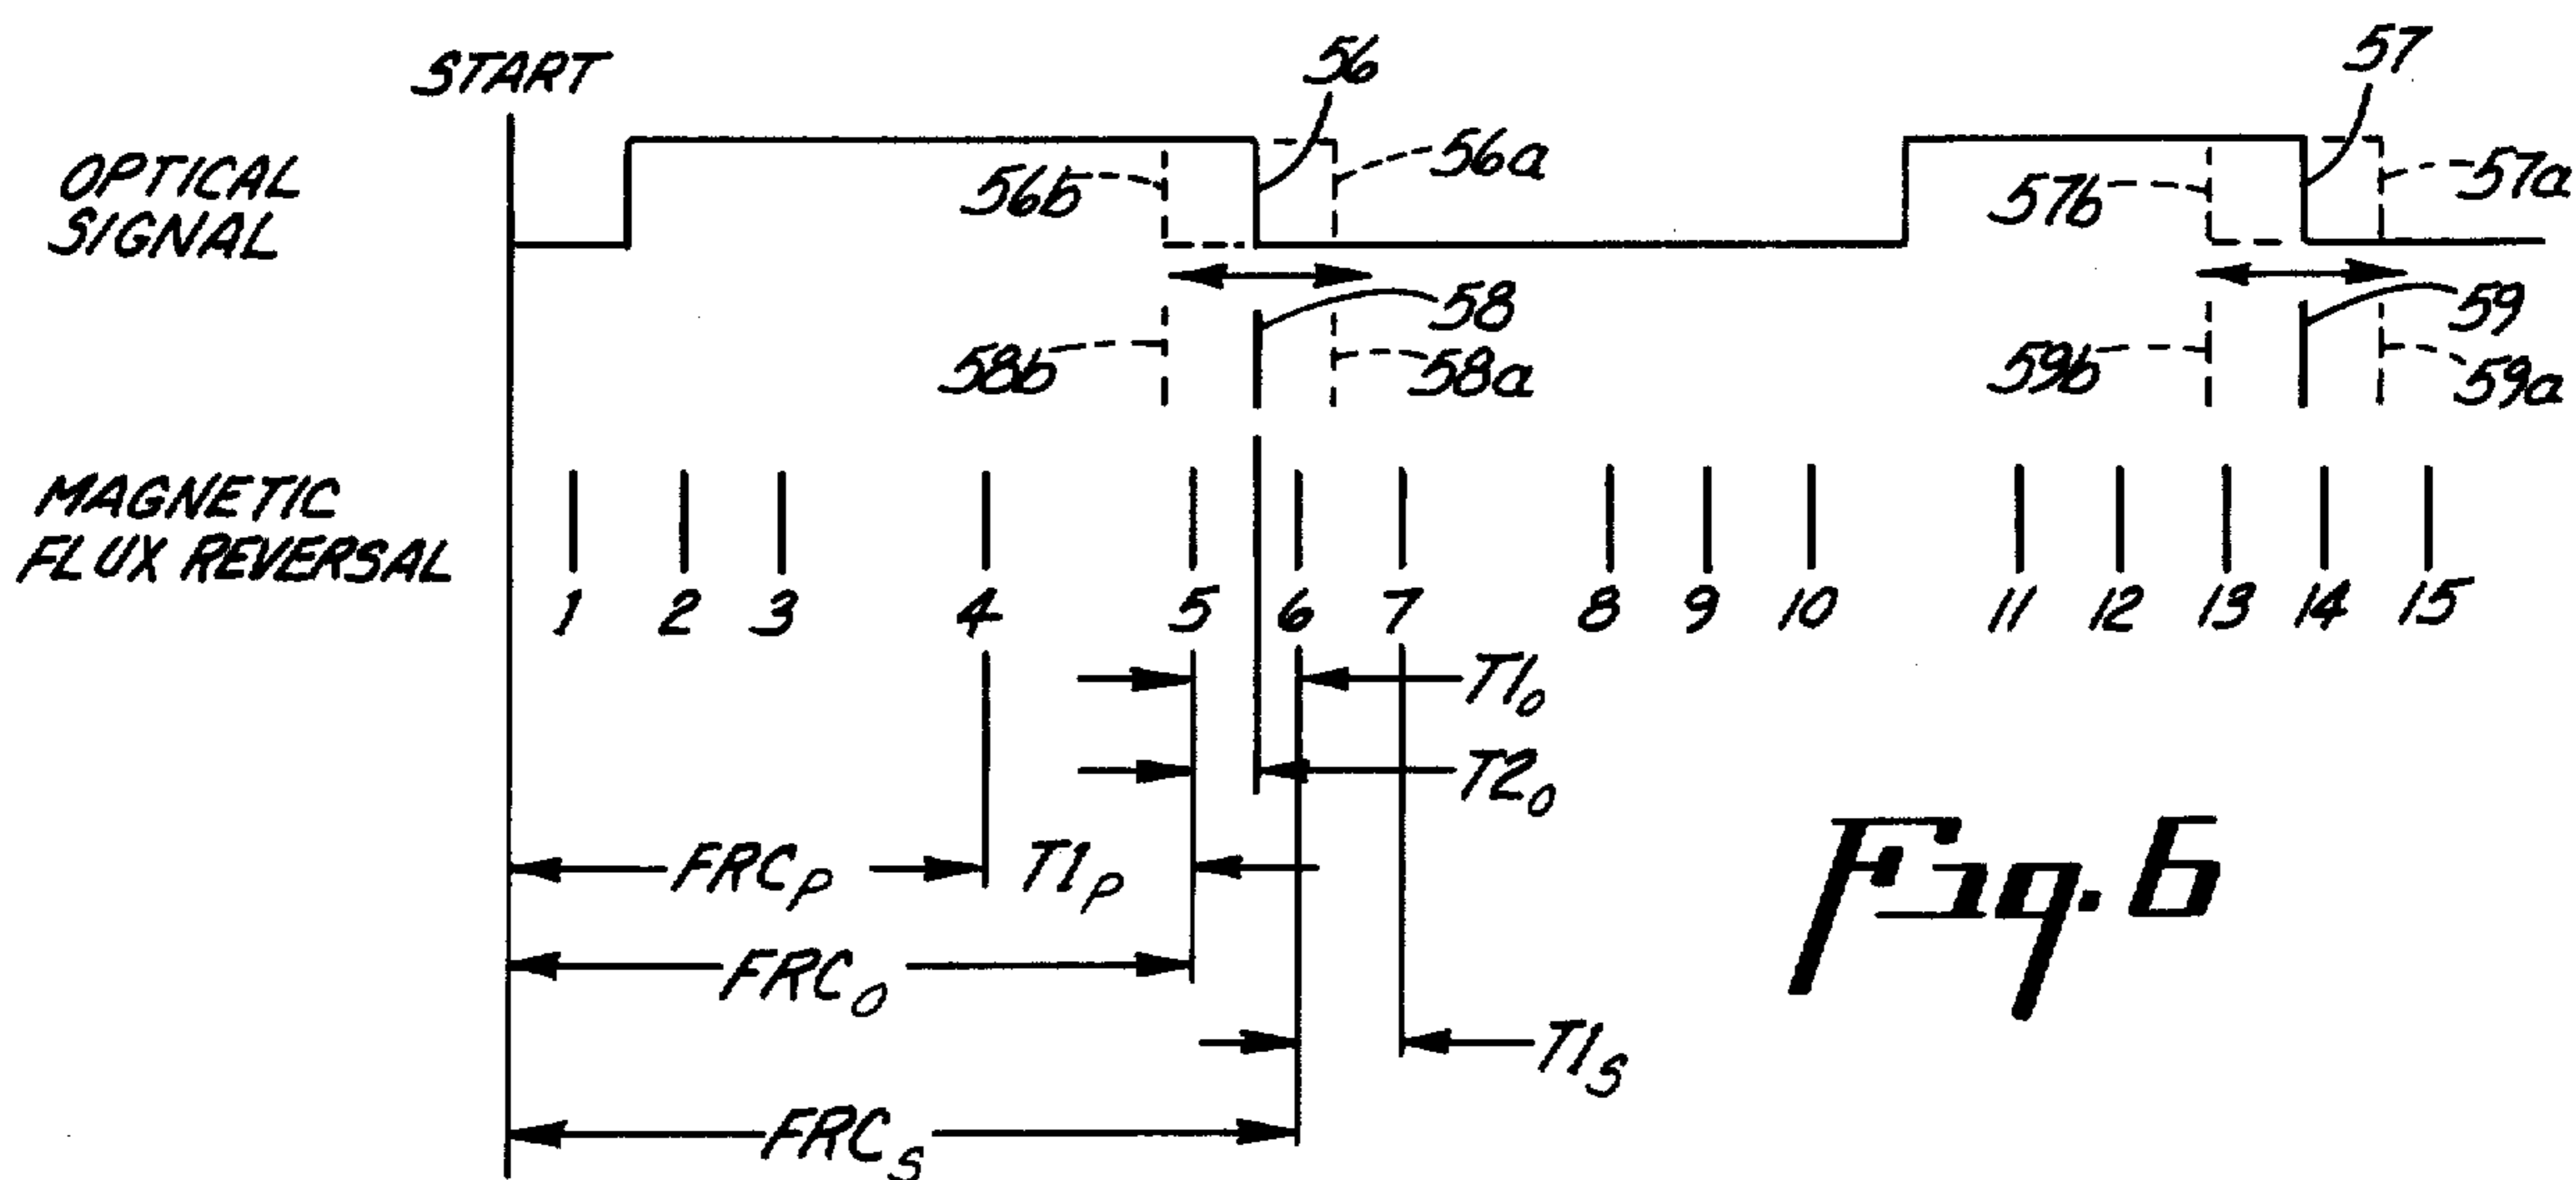 START
56
57
OPTICAL
SIGNAL
56b
56a
57b
57a
58
59
58b
58a
59b
59a
MAGNETIC
FLUX REVERSAL
1 2 3 4 5 6 7 8 9 10 11 12 13 14 15
T1o
T2o
FRCp T1p
FRCo
T1s
FRCs
Fig. 6